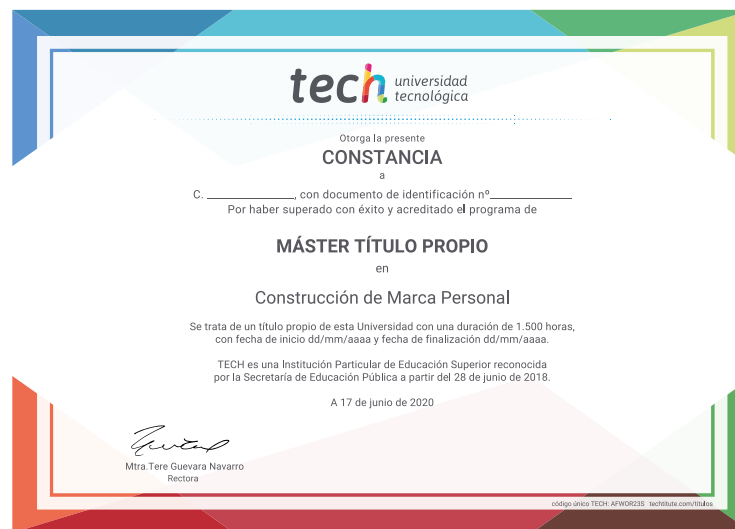 tech universidad
tecnológica
Otorga la presente
CONSTANCIA
a
C. ________________, con documento de identificación nº______________
Por haber superado con éxito y acreditado el programa de
MÁSTER TÍTULO PROPIO
en
Construcción de Marca Personal
Se trata de un título propio de esta Universidad con una duración de 1.500 horas,
con fecha de inicio dd/mm/aaaa y fecha de finalización dd/mm/aaaa.
TECH es una Institución Particular de Educación Superior reconocida
por la Secretaría de Educación Pública a partir del 28 de junio de 2018.
A 17 de junio de 2020
Mtra.Tere Guevara Navarro
Rectora
código único TECH: AFWOR23S techtitute.com/titulos